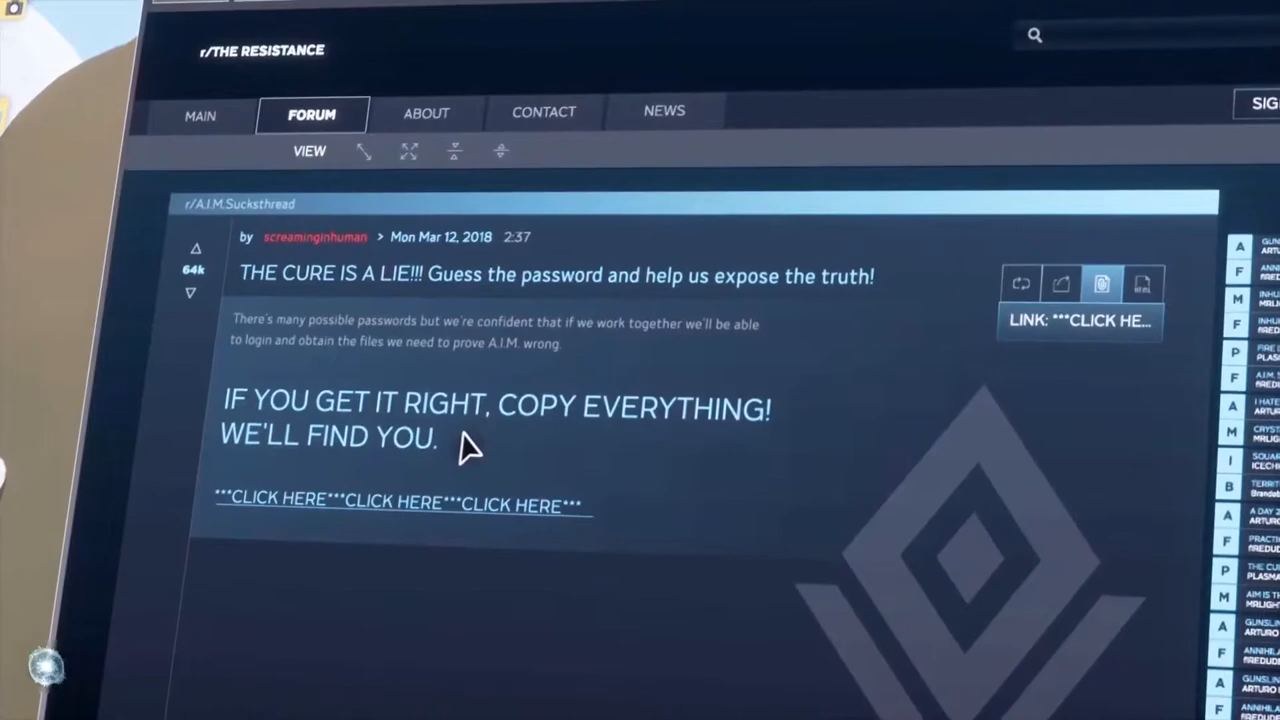 r/THE RESISTANCE
MAIN
FORUM
ABOUT
CONTACT
NEWS
VIEW
r/A.I.M.Sucksthread
by screaminginhuman > Mon Mar 12, 2018 2:37
64k
THE CURE IS A LIE!!! Guess the password and help us expose the truth!
LINK: ***CLICK HE...
There's many possible passwords but we're confident that if we work together we'll be able
to login and obtain the files we need to prove A.I.M. wrong.
IF YOU GET IT RIGHT, COPY EVERYTHING!
WE'LL FIND YOU.
***CLICK HERE***CLICK HERE***CLICK HERE***
A
F
M
F
P
F
A
M
I
B
A
F
P
M
A
F
A
F